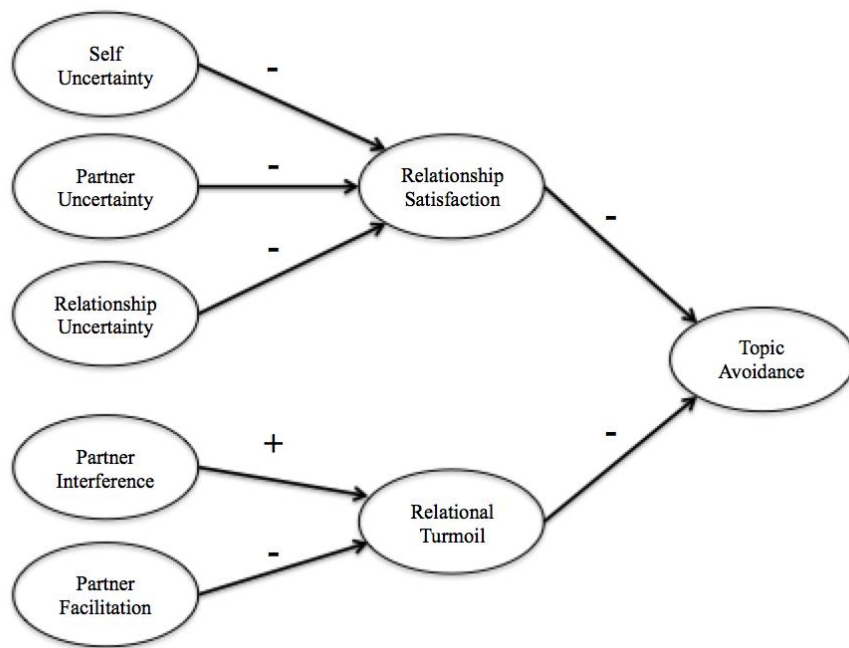 Self
Uncertainty
-
Partner
Uncertainty
-
Relationship
Satisfaction
-
Relationship
Uncertainty
-
Topic
Avoidance
Partner
Interference
+
Relational
Turmoil
-
Partner
Facilitation
-